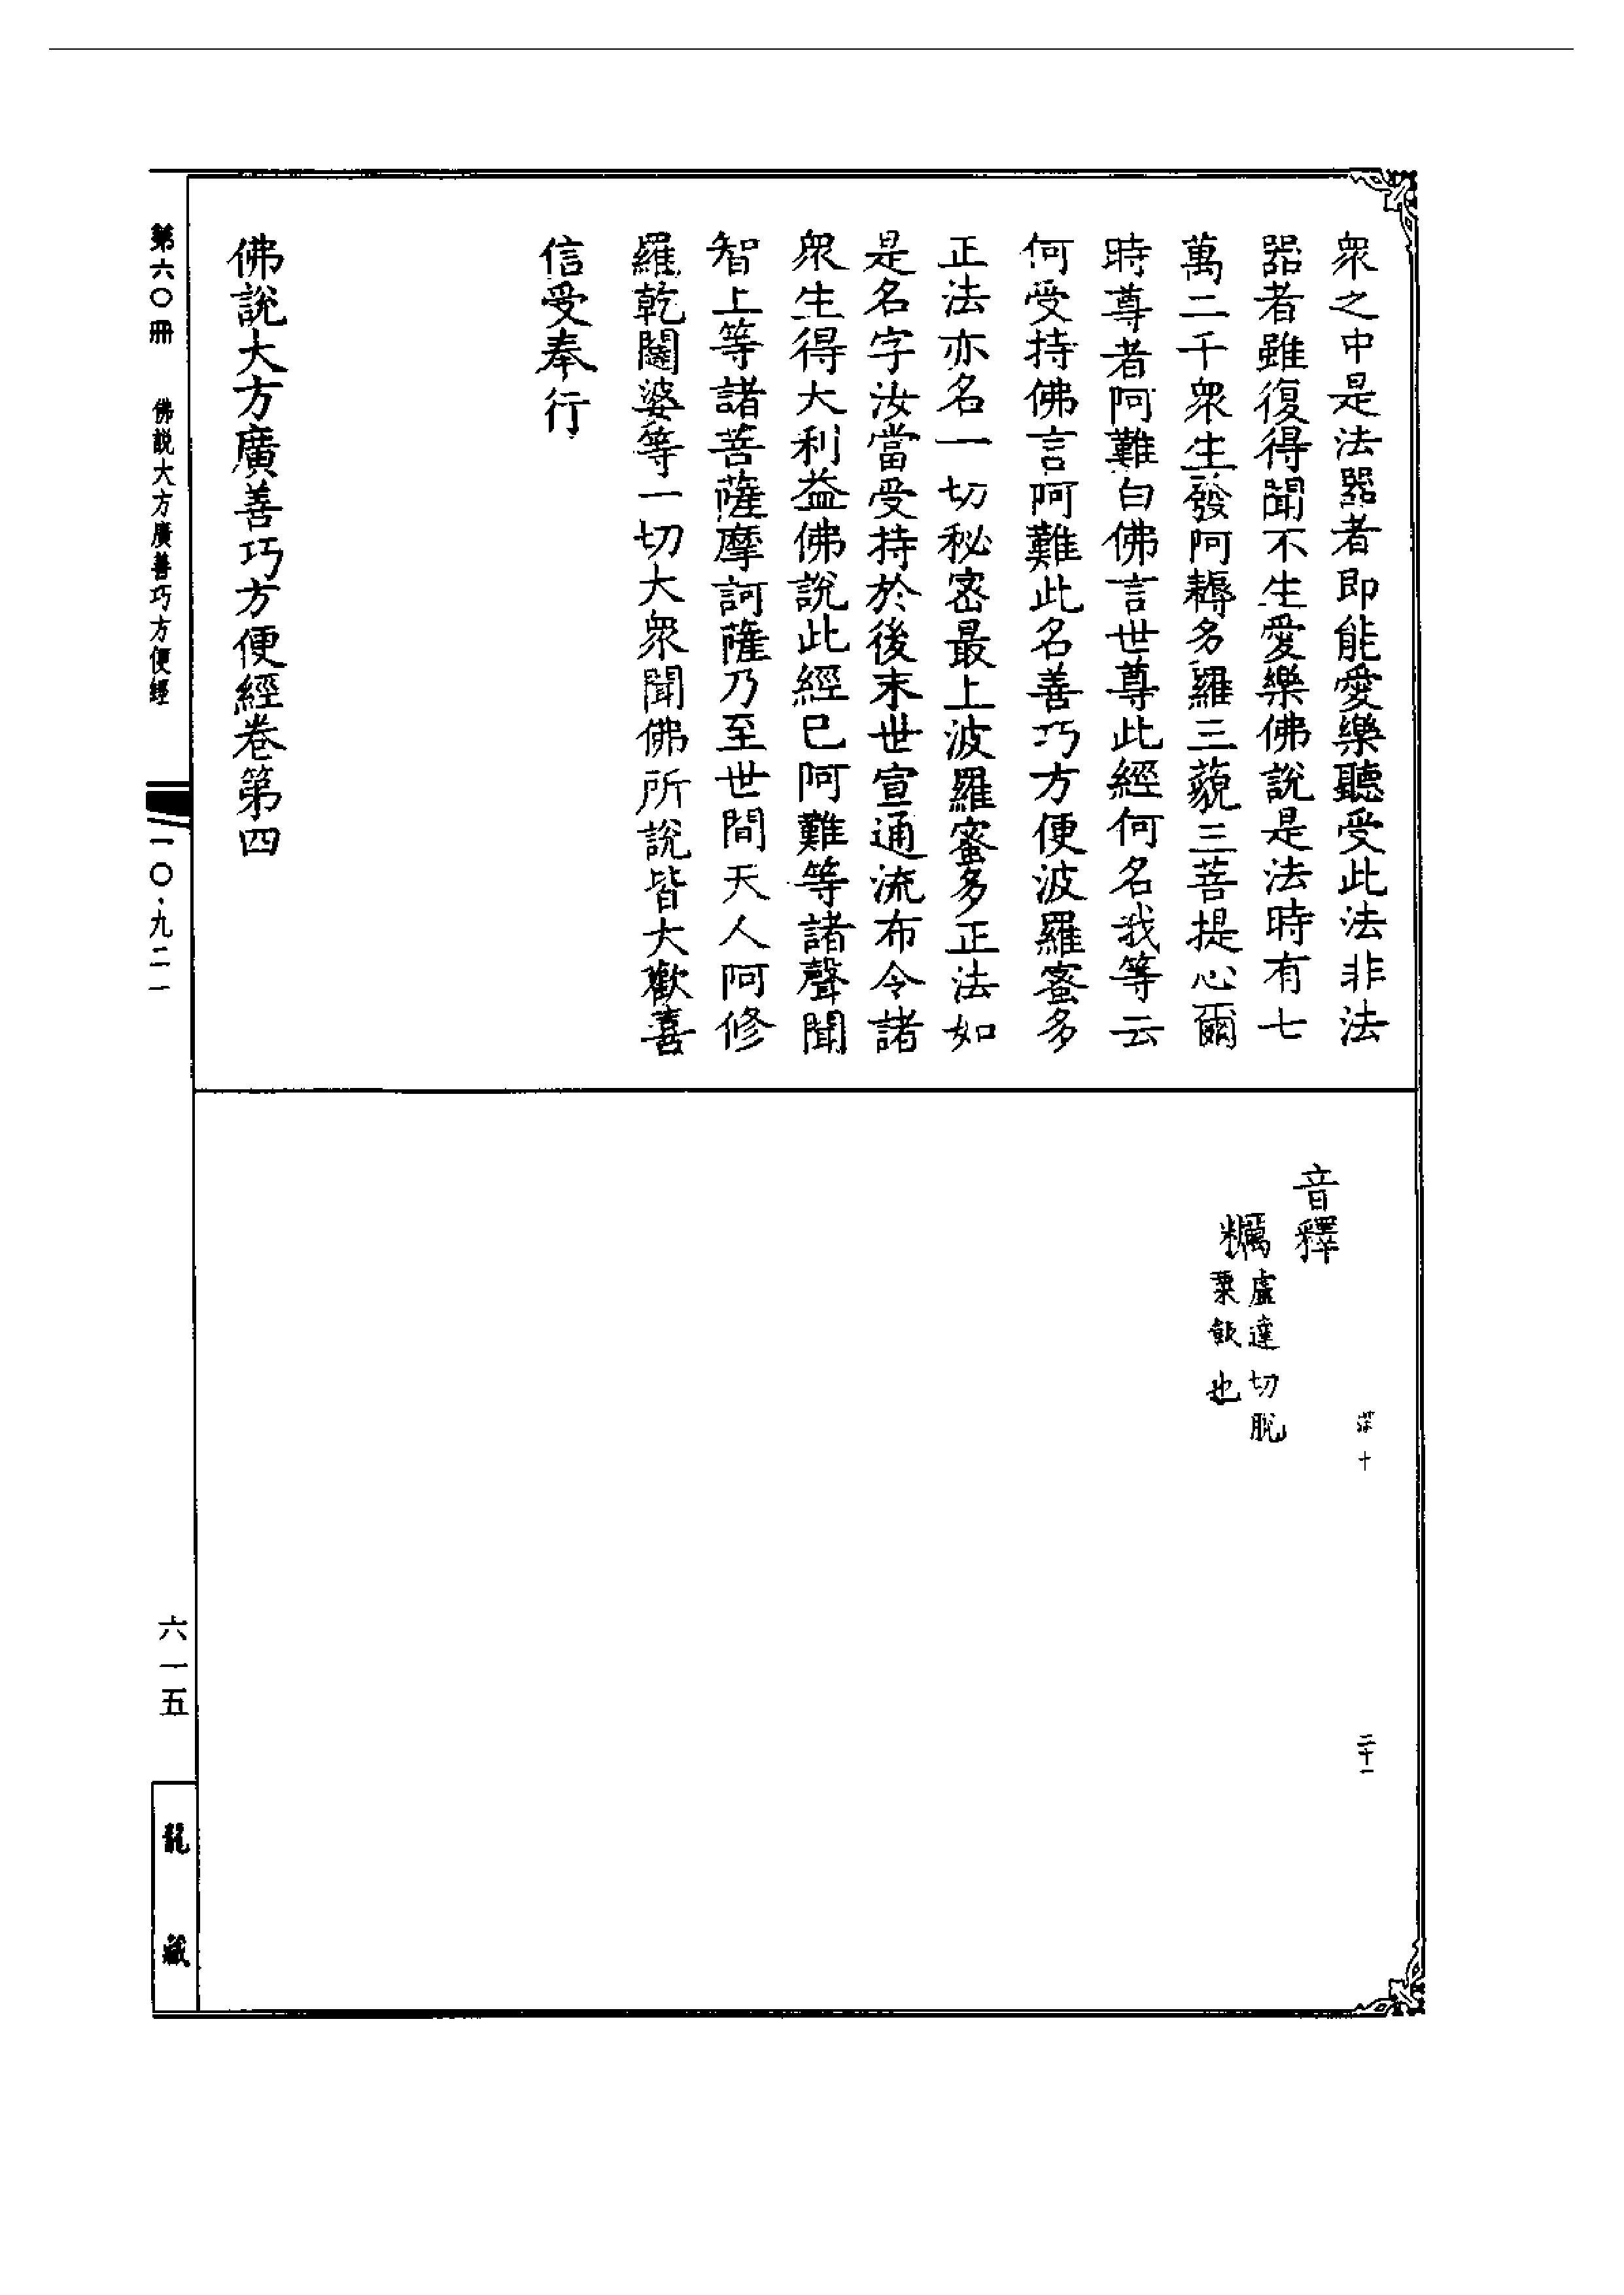 衆之中是法器者即能愛樂聽受此法非法
器者雖復得聞不生愛樂佛說是法時有七
萬二千衆生發阿耨多羅三藐三菩提心爾
時尊者阿難白佛言世尊此經何名我等云
何受持佛言阿難此名善巧方便波羅蜜多
正法亦名一切秘密最上波羅蜜多正法如
是名字汝當受持於後末世宣通流布令諸
衆生得大利益佛說此經已阿難等諸聲聞
智上等諸菩薩摩訶薩乃至世間天人阿修
羅乾闥婆等一切大衆聞佛所說皆大歡喜
信受奉行
佛說大方廣善巧方便經卷第四
深十
二十一
音釋
糲
盧達切脫
粟飯也
第六〇冊
佛說大方廣善巧方便經
一〇·九二一
六一五
龍藏